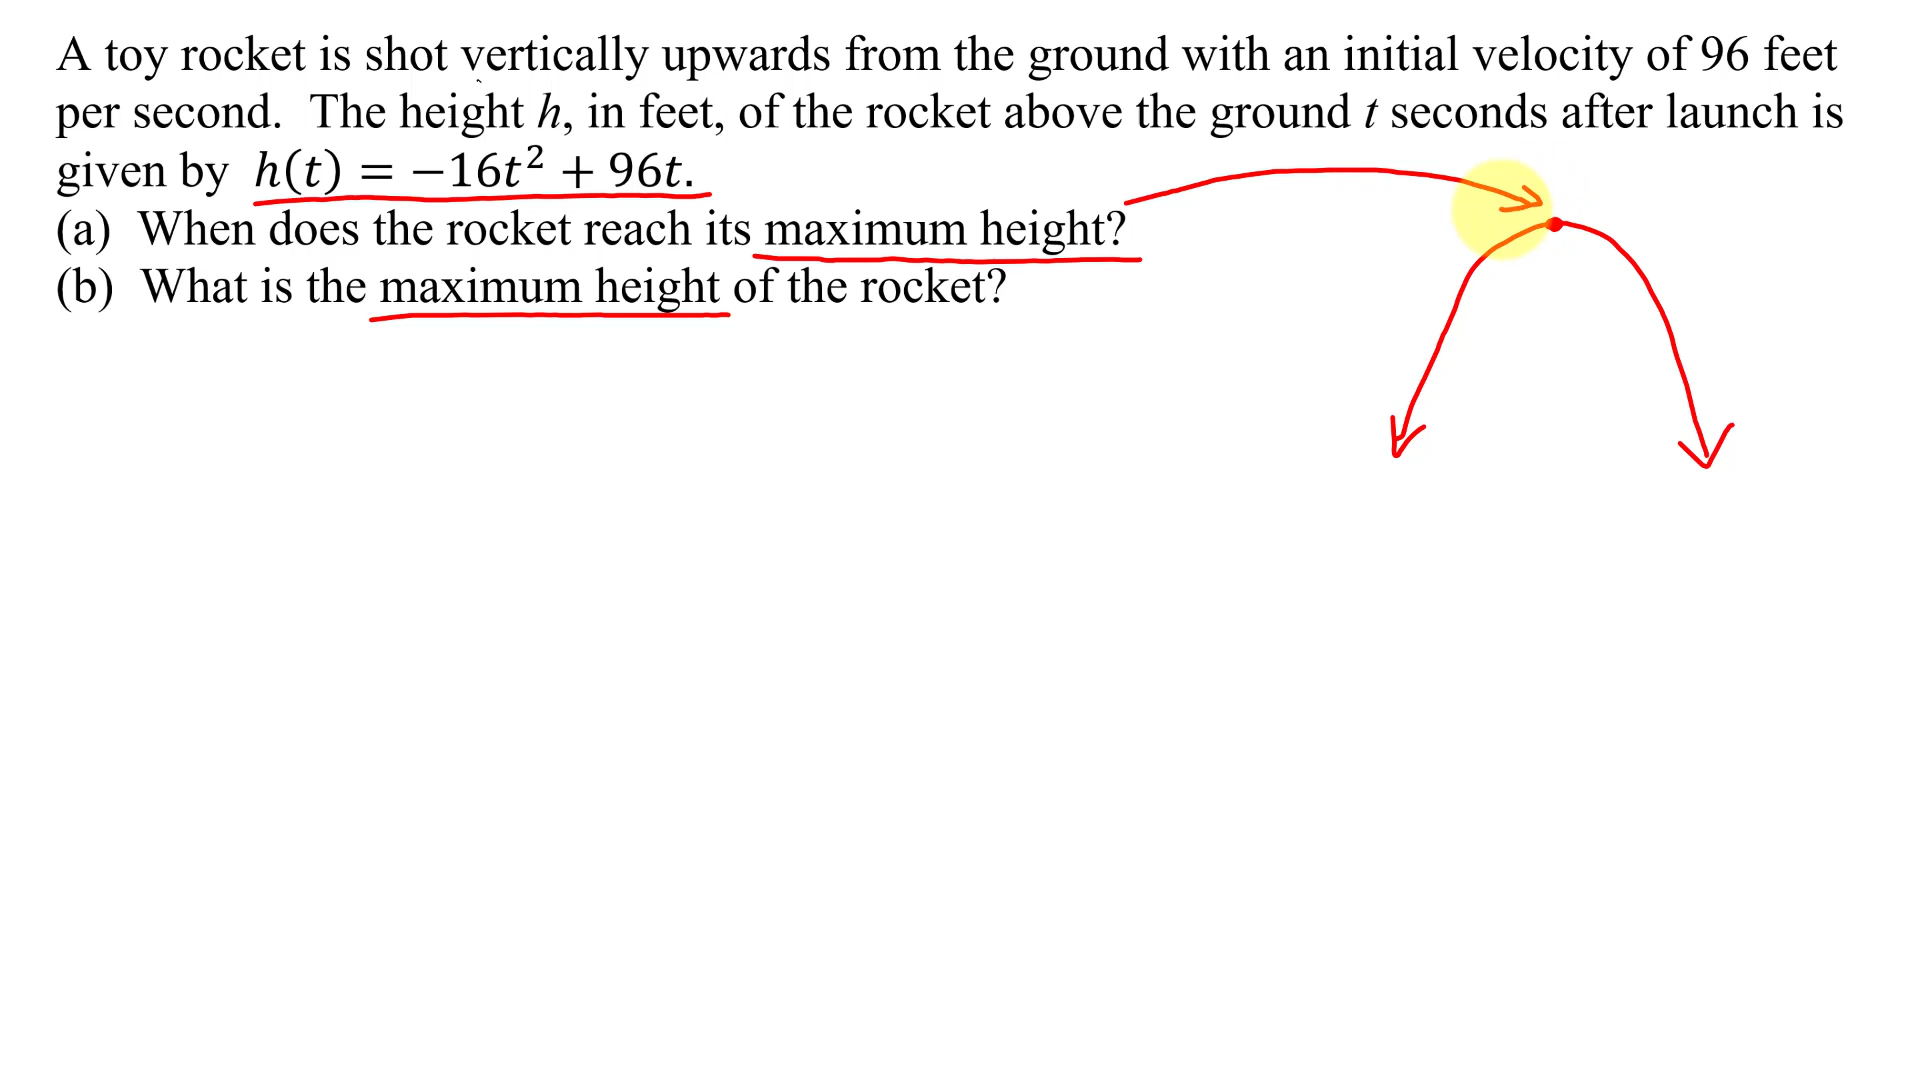 A toy rocket is shot vertically upwards from the ground with an initial velocity of 96 feet
per second.  The height h, in feet, of the rocket above the ground t seconds after launch is
given by  h(t) = −16t² + 96t.
(a)  When does the rocket reach its maximum height?
(b)  What is the maximum height of the rocket?